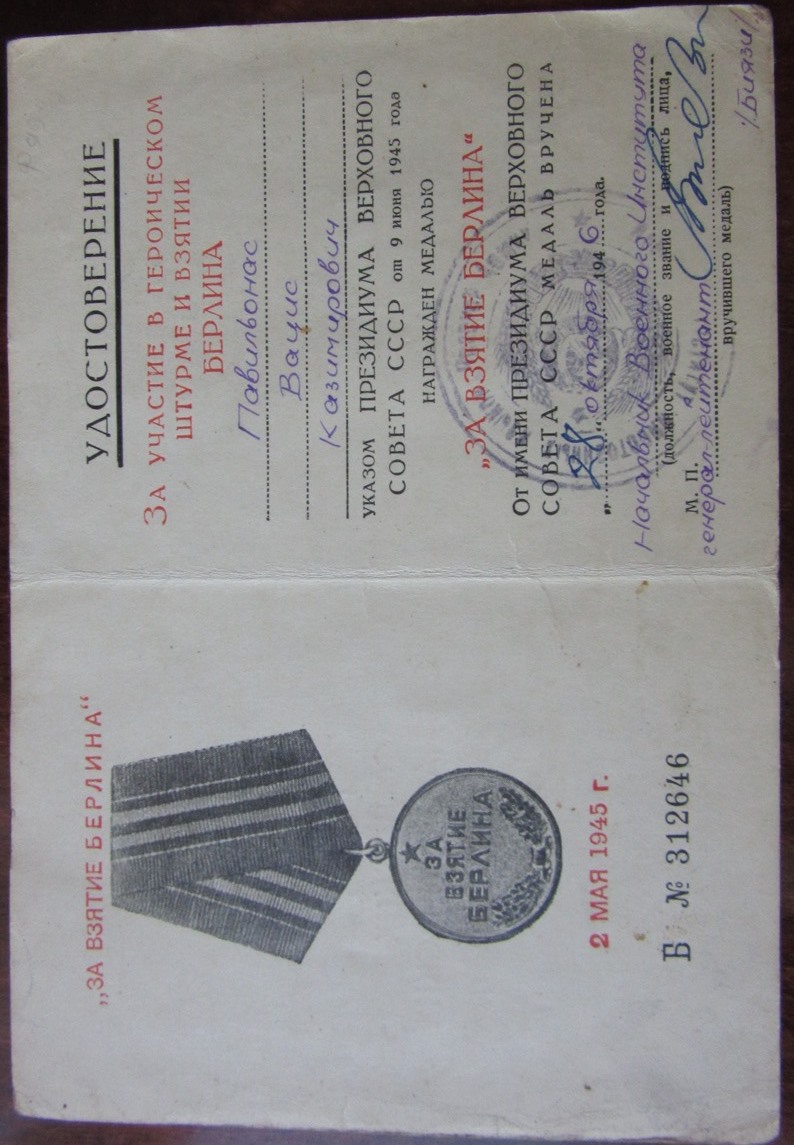 „ЗА ВЗЯТИЕ БЕРЛИНА“
ЗА
ВЗЯТИЕ
БЕРЛИНА
2 МАЯ 1945 г.
В № 312646
УДОСТОВЕРЕНИЕ
ЗА УЧАСТИЕ В ГЕРОИЧЕСКОМ
ШТУРМЕ И ВЗЯТИИ
БЕРЛИНА
Павильонас
Вацис
Казимирович
УКАЗОМ ПРЕЗИДИУМА ВЕРХОВНОГО
СОВЕТА СССР от 9 июня 1945 года
НАГРАЖДЕН МЕДАЛЬЮ
„ЗА ВЗЯТИЕ БЕРЛИНА“
От ИМЕНИ ПРЕЗИДИУМА ВЕРХОВНОГО
СОВЕТА СССР МЕДАЛЬ ВРУЧЕНА
„28“ октября 1946 года.
Начальник Военного Института
(должность, военное звание и подпись лица,
М. П.
генерал-лейтенант
вручившего медаль)
/Биязи/